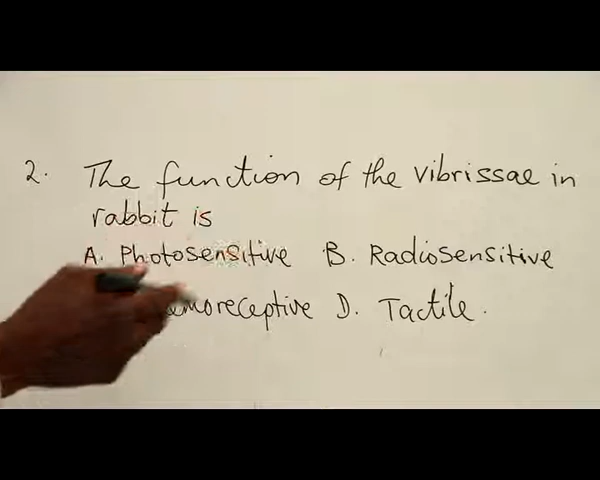 2. The function of the vibrissae in
rabbit is
A. Photosensitive B. Radiosensitive
D. Tactile.